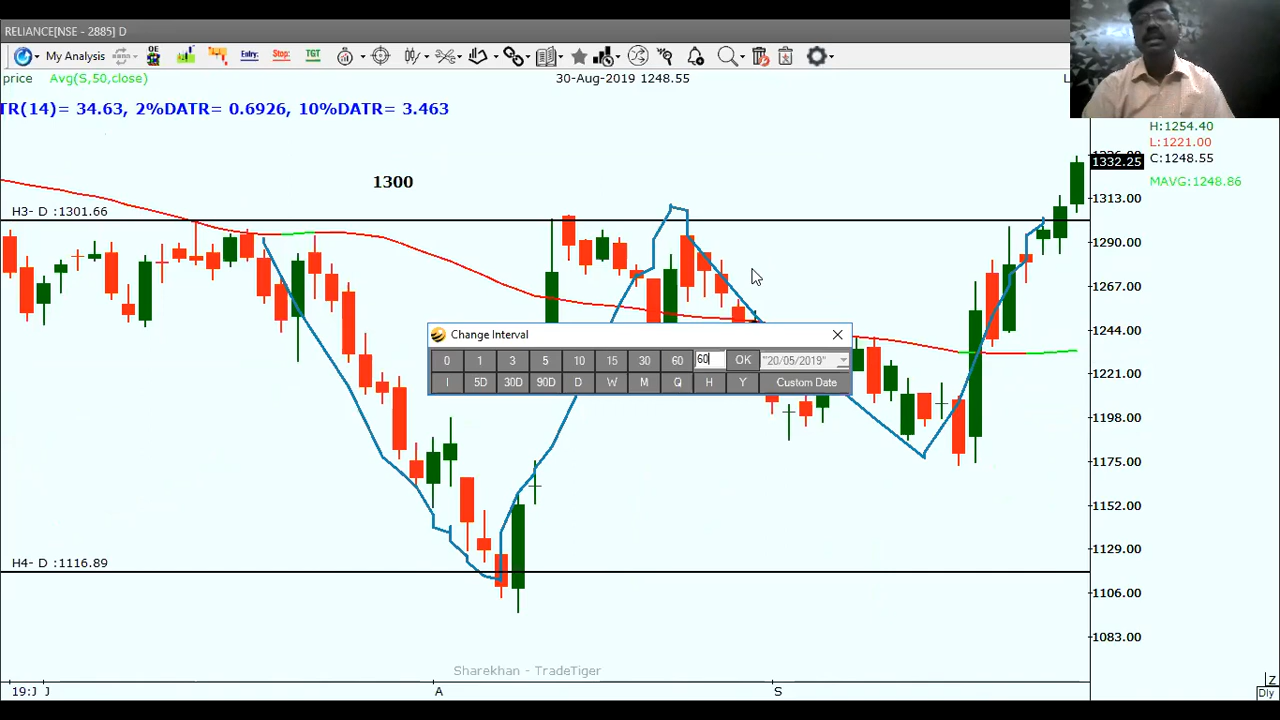 RELIANCE[NSE - 2885] D
My Analysis OE Entry: Stop: TGT
price Avg(S,50,close) 30-Aug-2019 1248.55 L
TR(14)= 34.63, 2%DATR= 0.6926, 10%DATR= 3.463
H:1254.40
L:1221.00
C:1248.55
MAVG:1248.86
1332.25
1300
H3- D :1301.66
1313.00
1290.00
1267.00
1244.00
1221.00
1198.00
1175.00
1152.00
1129.00
1106.00
1083.00
Change Interval
0 1 3 5 10 15 30 60 60 OK "20/05/2019"
I 5D 30D 90D D W M Q H Y Custom Date
H4- D :1116.89
Sharekhan - TradeTiger
19:J J A S
Z
Dly